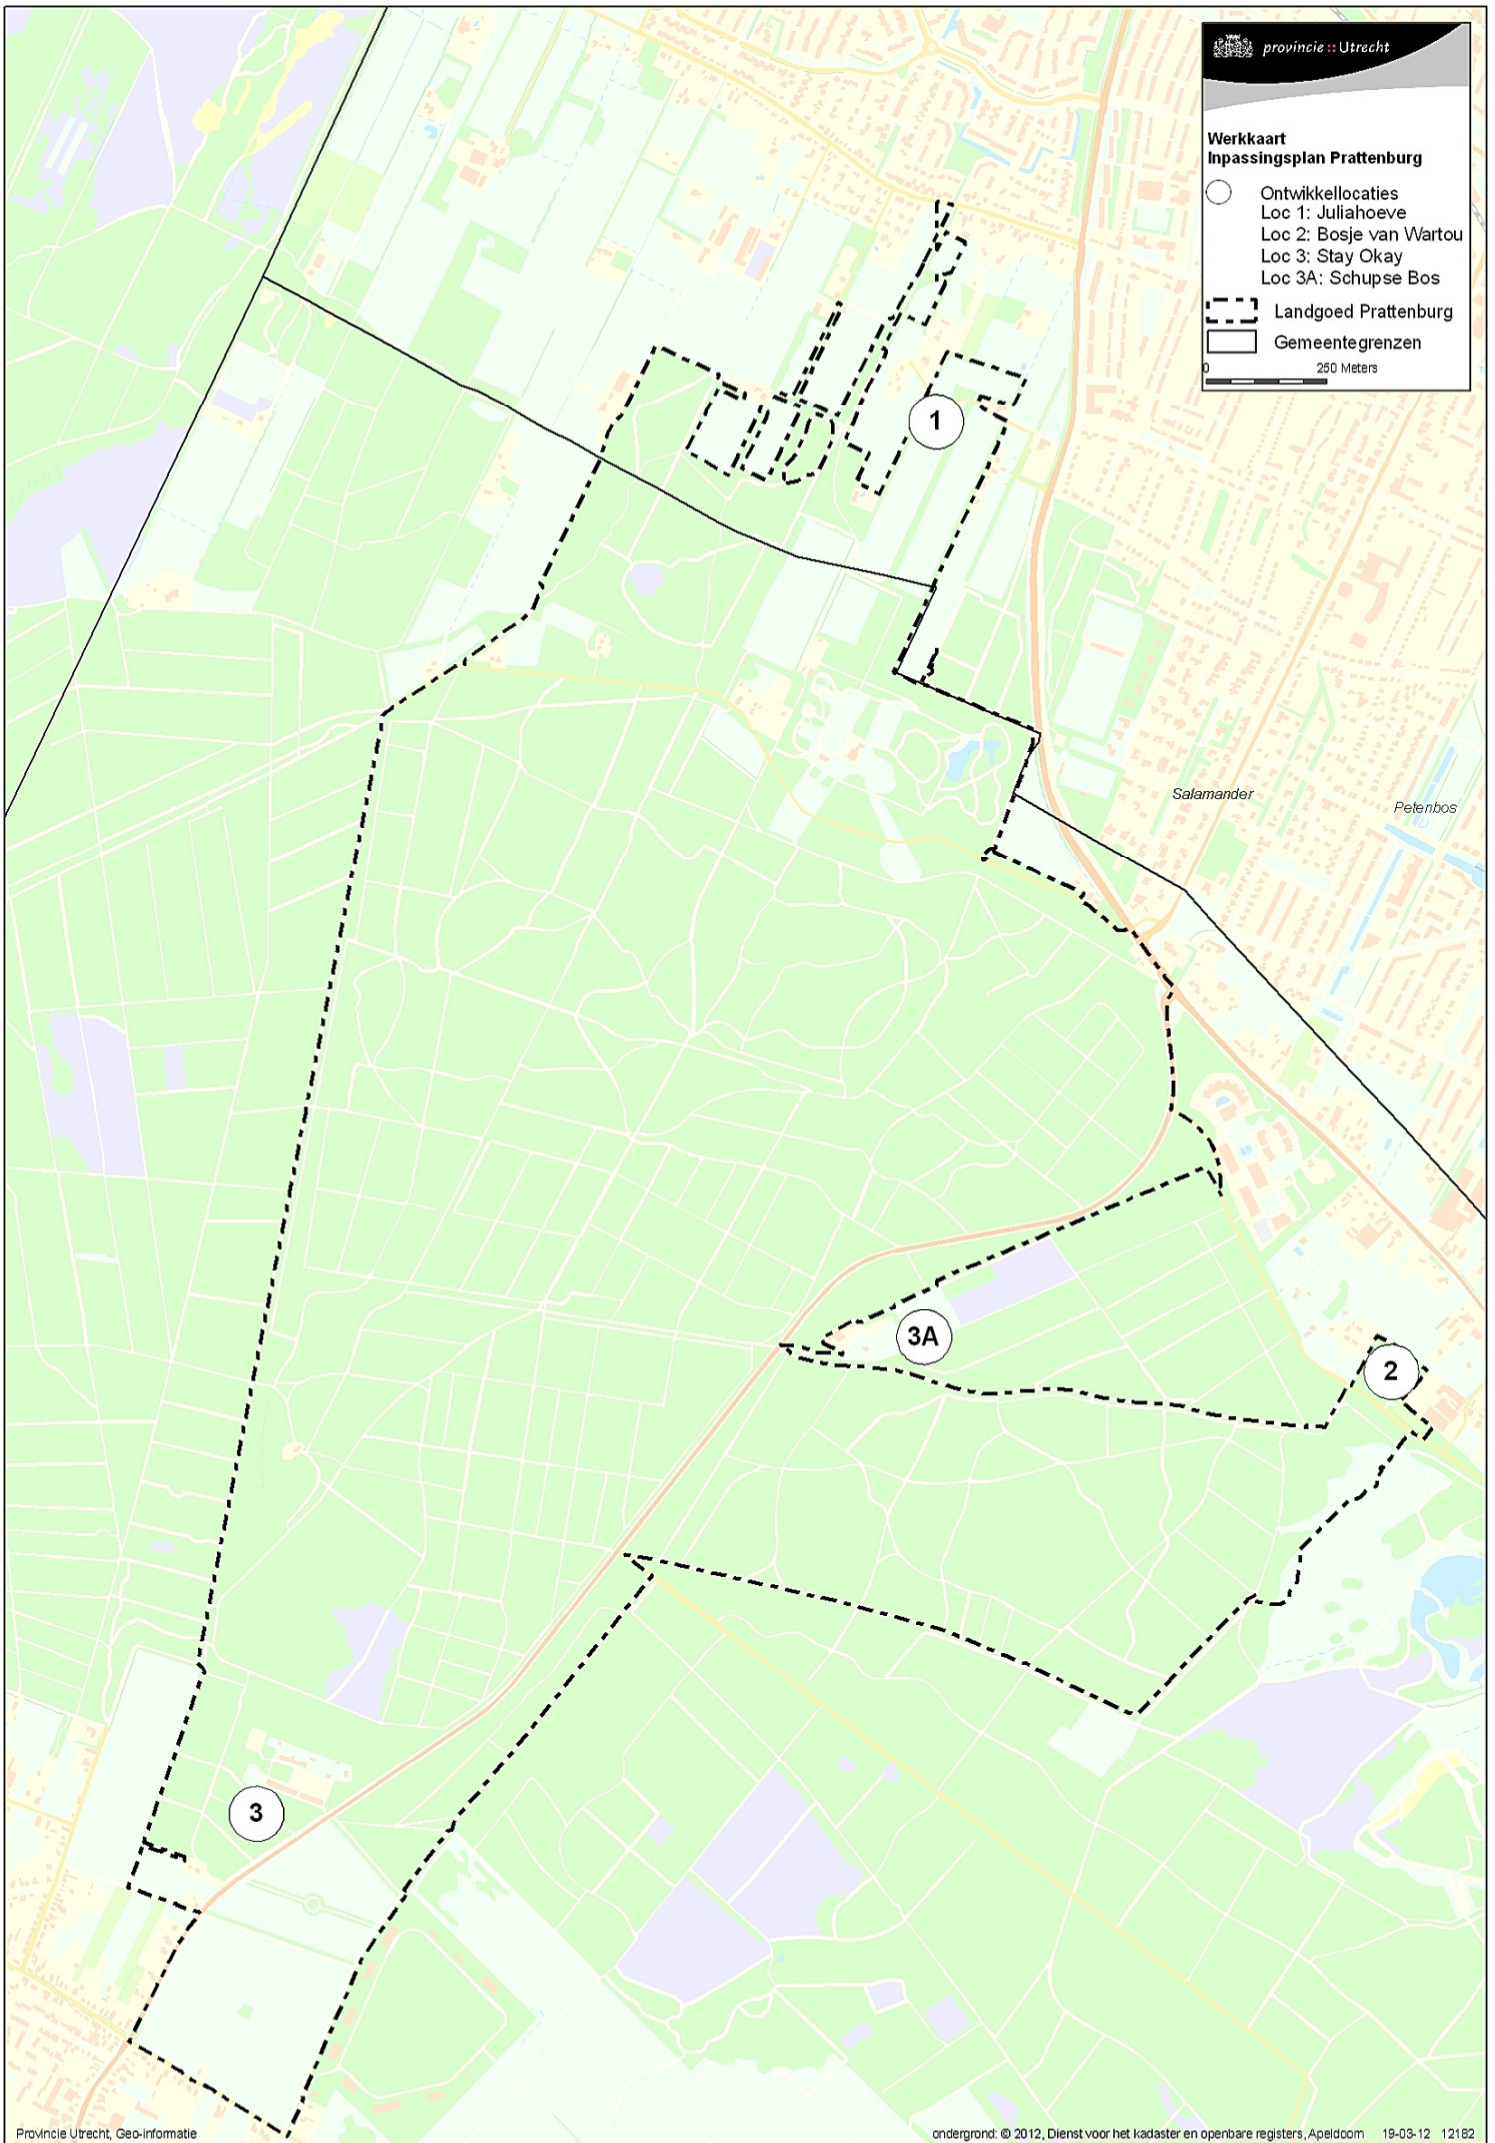 provincie :: Utrecht
Werkkaart
Inpassingsplan Prattenburg
Ontwikkellocaties
Loc 1: Juliahoeve
Loc 2: Bosje van Wartou
Loc 3: Stay Okay
Loc 3A: Schupse Bos
Landgoed Prattenburg
Gemeentegrenzen
0 250 Meters
1
Salamander
Petenbos
3A
2
3
Provincie Utrecht, Geo-informatie
ondergrond: © 2012, Dienst voor het kadaster en openbare registers, Apeldoorn 19-03-12 12182